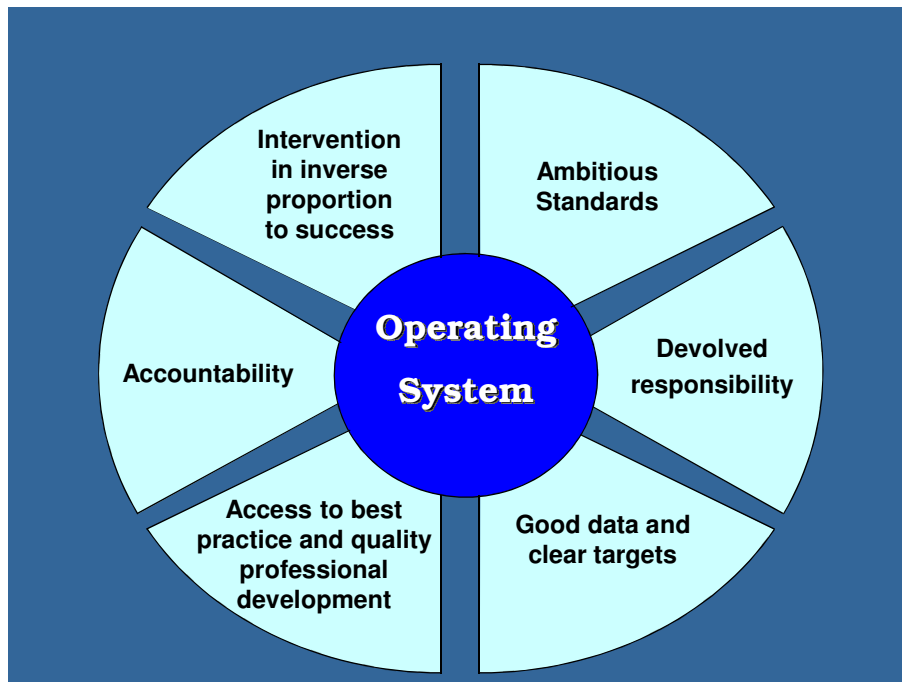 Intervention
in inverse
proportion
to success
Ambitious
Standards
Operating
System
Accountability
Devolved
responsibility
Access to best
practice and quality
professional
development
Good data and
clear targets